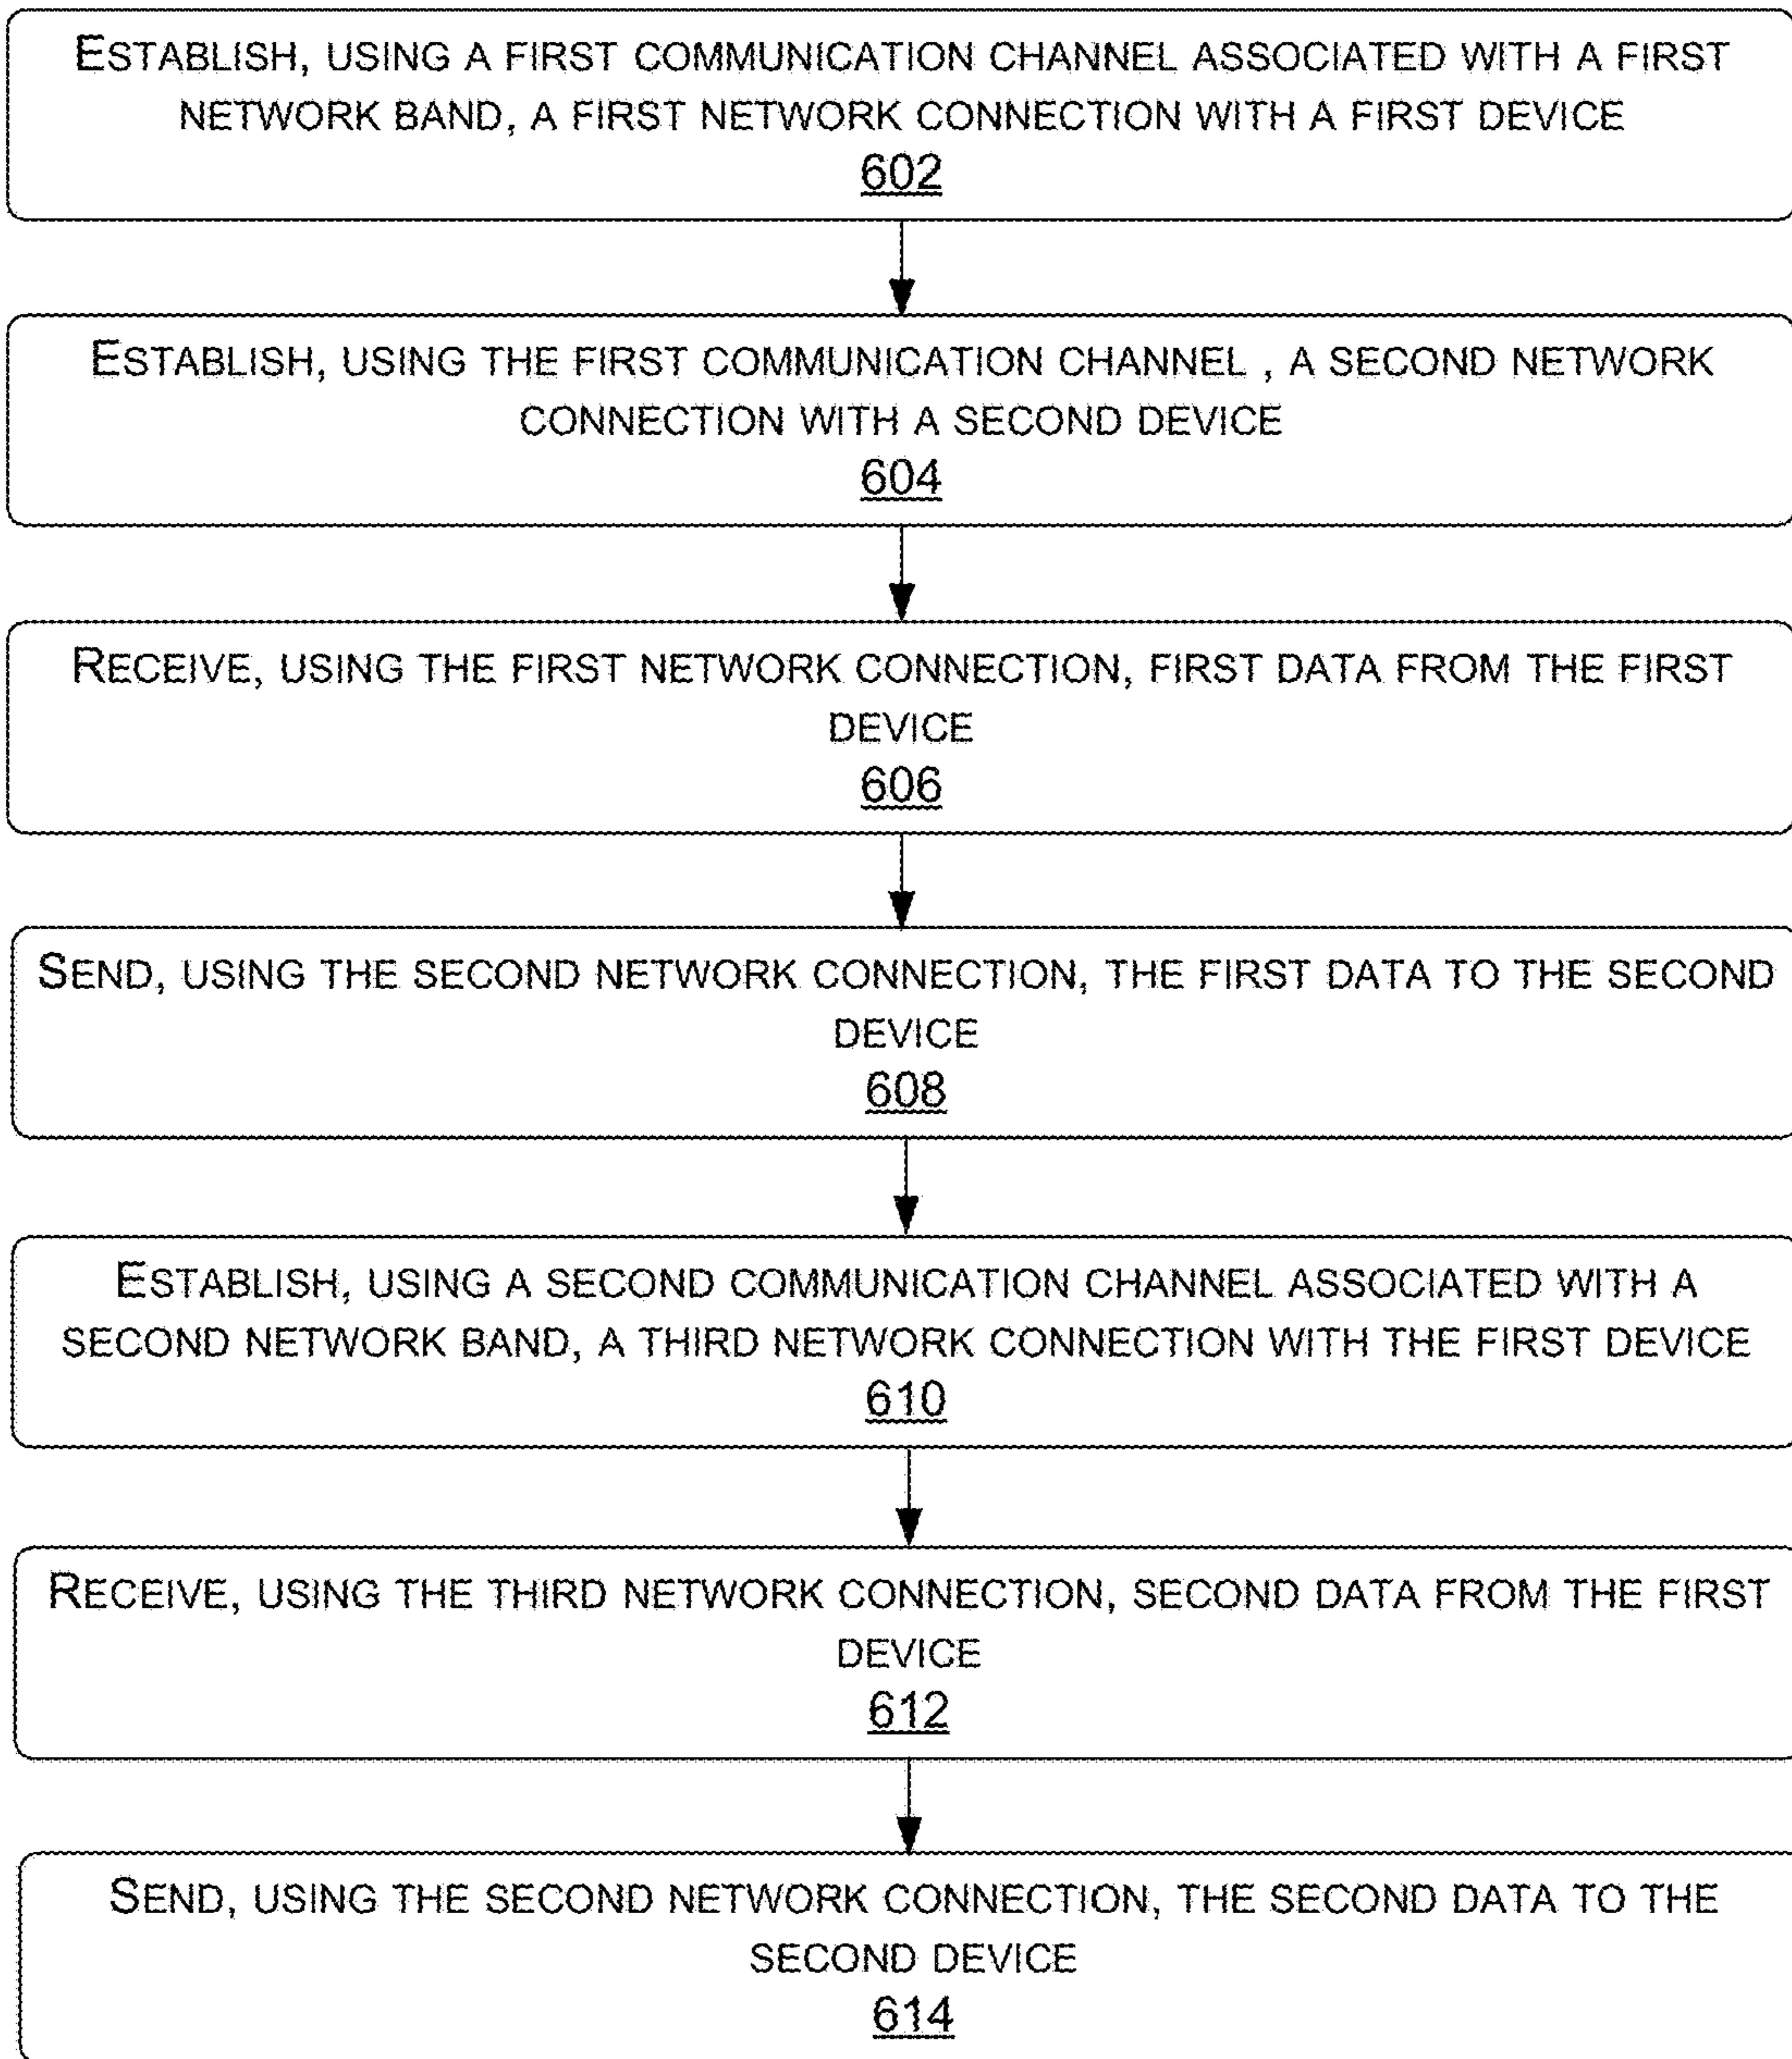 ESTABLISH, USING A FIRST COMMUNICATION CHANNEL ASSOCIATED WITH A FIRST
NETWORK BAND, A FIRST NETWORK CONNECTION WITH A FIRST DEVICE
602
ESTABLISH, USING THE FIRST COMMUNICATION CHANNEL , A SECOND NETWORK
CONNECTION WITH A SECOND DEVICE
604
RECEIVE, USING THE FIRST NETWORK CONNECTION, FIRST DATA FROM THE FIRST
DEVICE
606
SEND, USING THE SECOND NETWORK CONNECTION, THE FIRST DATA TO THE SECOND
DEVICE
608
ESTABLISH, USING A SECOND COMMUNICATION CHANNEL ASSOCIATED WITH A
SECOND NETWORK BAND, A THIRD NETWORK CONNECTION WITH THE FIRST DEVICE
610
RECEIVE, USING THE THIRD NETWORK CONNECTION, SECOND DATA FROM THE FIRST
DEVICE
612
SEND, USING THE SECOND NETWORK CONNECTION, THE SECOND DATA TO THE
SECOND DEVICE
614